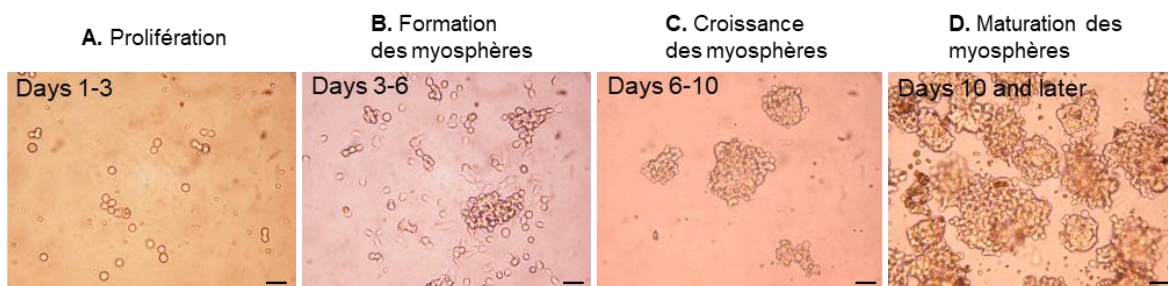 A. Prolifération
B. Formation
des myosphères
C. Croissance
des myosphères
D. Maturation des
myosphères
Days 1-3
Days 3-6
Days 6-10
Days 10 and later